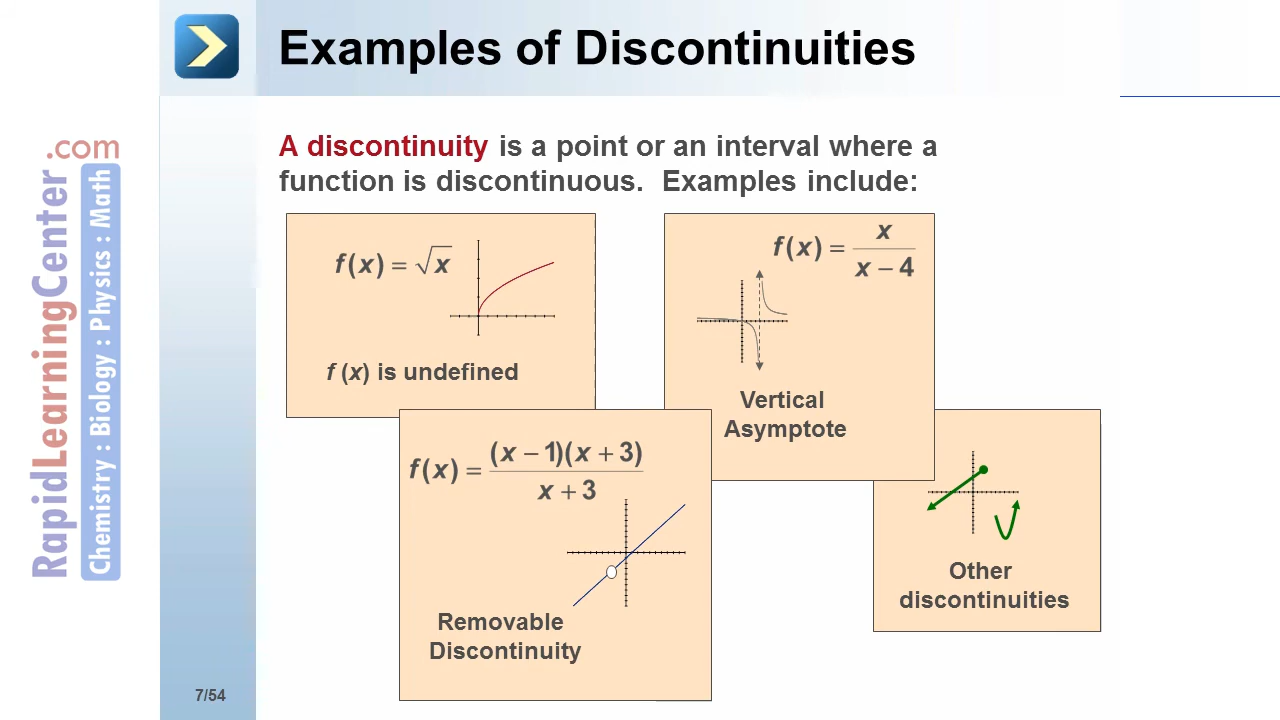 Examples of Discontinuities
RapidLearningCenter.com
Chemistry : Biology : Physics : Math
A discontinuity is a point or an interval where a
function is discontinuous. Examples include:
f(x) = √x
f (x) is undefined
f(x) = x / (x – 4)
Vertical
Asymptote
f(x) = (x – 1)(x + 3) / (x + 3)
Removable
Discontinuity
Other
discontinuities
7/54